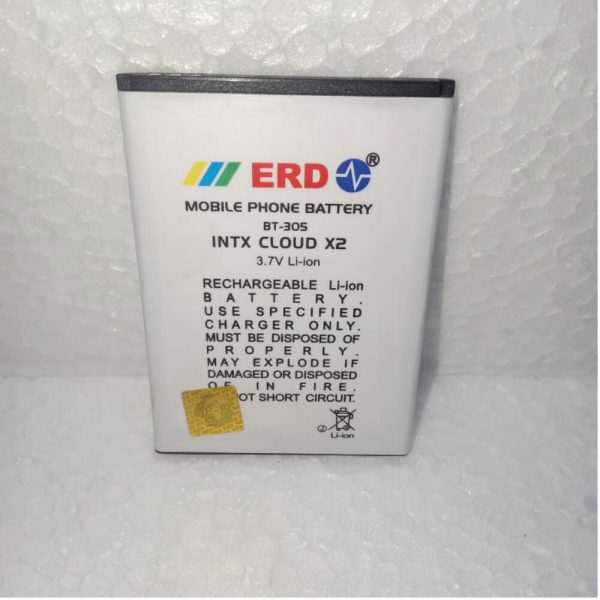 ERD®
MOBILE PHONE BATTERY
BT-305
INTX CLOUD X2
3.7V Li-ion
RECHARGEABLE Li-ion
BATTERY.
USE SPECIFIED
CHARGER ONLY.
MUST BE DISPOSED OF
PROPERLY.
MAY EXPLODE IF
DAMAGED OR DISPOSED
OF IN FIRE.
OT SHORT CIRCUIT.
Li-ion